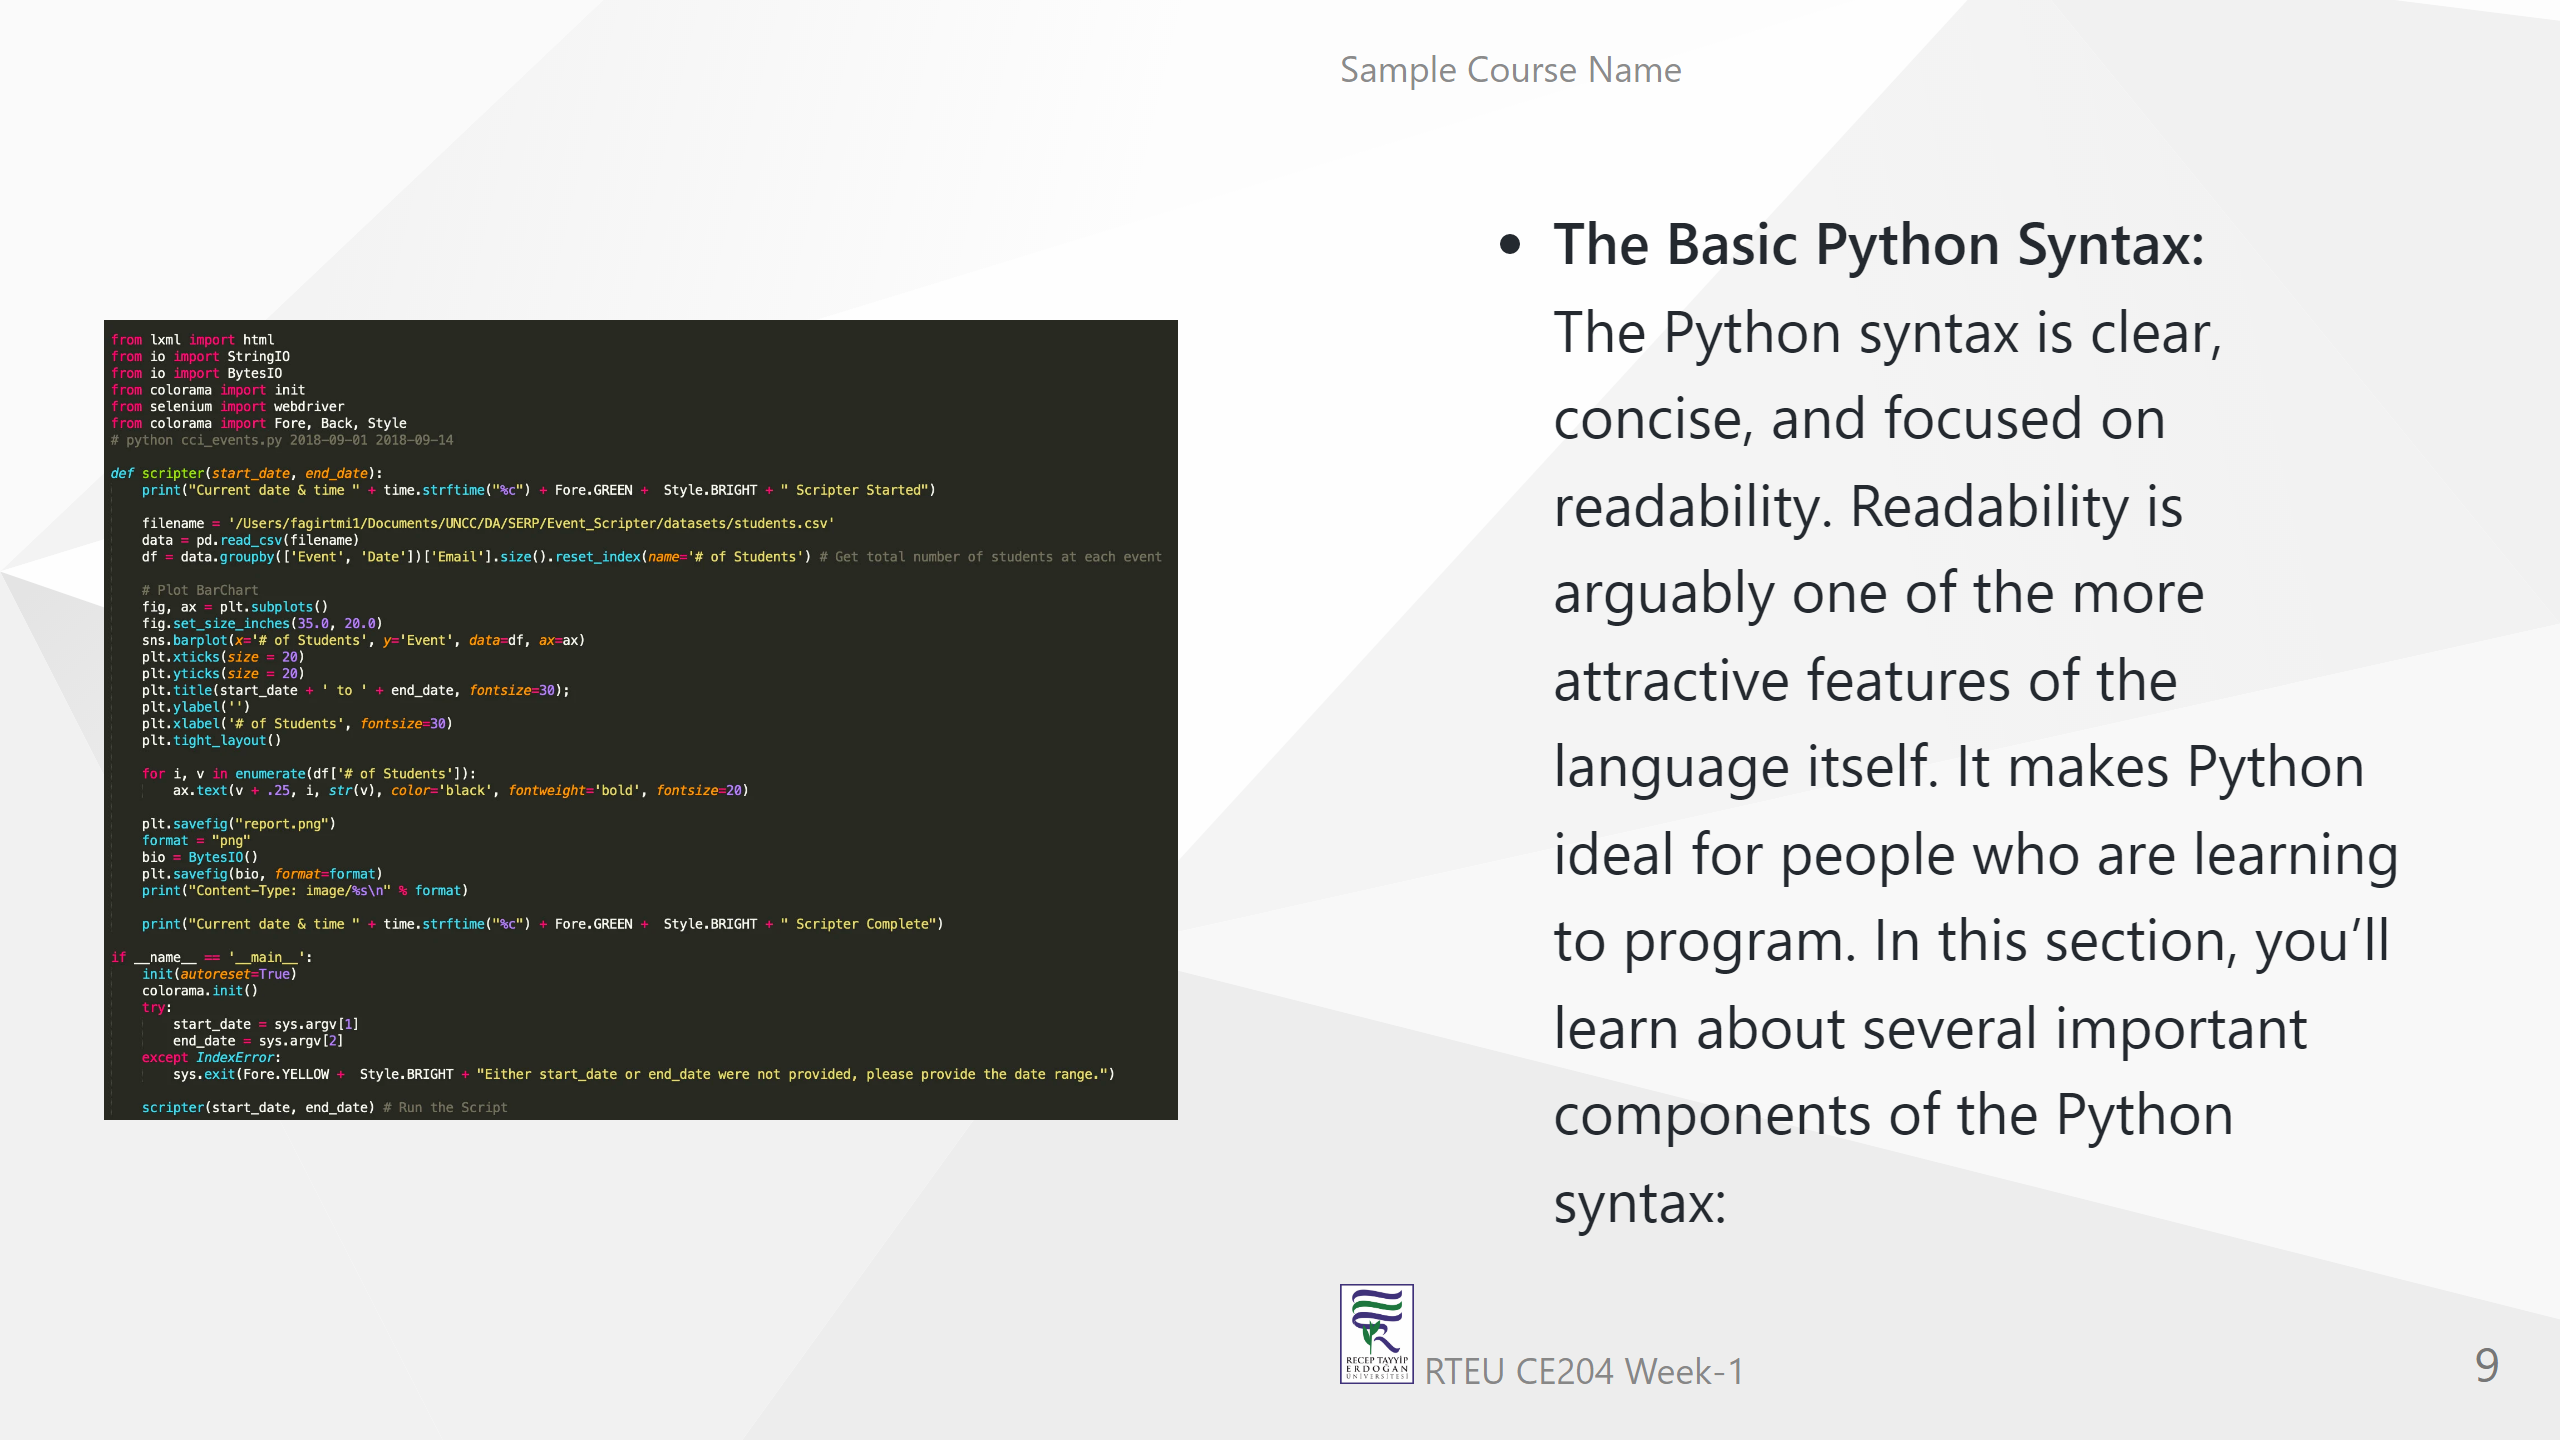 Sample Course Name
from lxml import html
from io import StringIO
from io import BytesIO
from colorama import init
from selenium import webdriver
from colorama import Fore, Back, Style
# python cci_events.py 2018-09-01 2018-09-14
def scripter(start_date, end_date):
print("Current date & time " + time.strftime("%c") + Fore.GREEN +  Style.BRIGHT + " Scripter Started")
filename = '/Users/fagirtmi1/Documents/UNCC/DA/SERP/Event_Scripter/datasets/students.csv'
data = pd.read_csv(filename)
df = data.groupby(['Event', 'Date'])['Email'].size().reset_index(name='# of Students') # Get total number of students at each event
# Plot BarChart
fig, ax = plt.subplots()
fig.set_size_inches(35.0, 20.0)
sns.barplot(x='# of Students', y='Event', data=df, ax=ax)
plt.xticks(size = 20)
plt.yticks(size = 20)
plt.title(start_date + ' to ' + end_date, fontsize=30);
plt.ylabel('')
plt.xlabel('# of Students', fontsize=30)
plt.tight_layout()
for i, v in enumerate(df['# of Students']):
ax.text(v + .25, i, str(v), color='black', fontweight='bold', fontsize=20)
plt.savefig("report.png")
format = "png"
bio = BytesIO()
plt.savefig(bio, format=format)
print("Content-Type: image/%s\n" % format)
print("Current date & time " + time.strftime("%c") + Fore.GREEN +  Style.BRIGHT + " Scripter Complete")
if __name__ == '__main__':
init(autoreset=True)
colorama.init()
try:
start_date = sys.argv[1]
end_date = sys.argv[2]
except IndexError:
sys.exit(Fore.YELLOW +  Style.BRIGHT + "Either start_date or end_date were not provided, please provide the date range.")
scripter(start_date, end_date) # Run the Script
• The Basic Python Syntax:
The Python syntax is clear,
concise, and focused on
readability. Readability is
arguably one of the more
attractive features of the
language itself. It makes Python
ideal for people who are learning
to program. In this section, you’ll
learn about several important
components of the Python
syntax:
RECEP TAYYİP
ERDOĞAN
ÜNİVERSİTESİ
RTEU CE204 Week-1
9